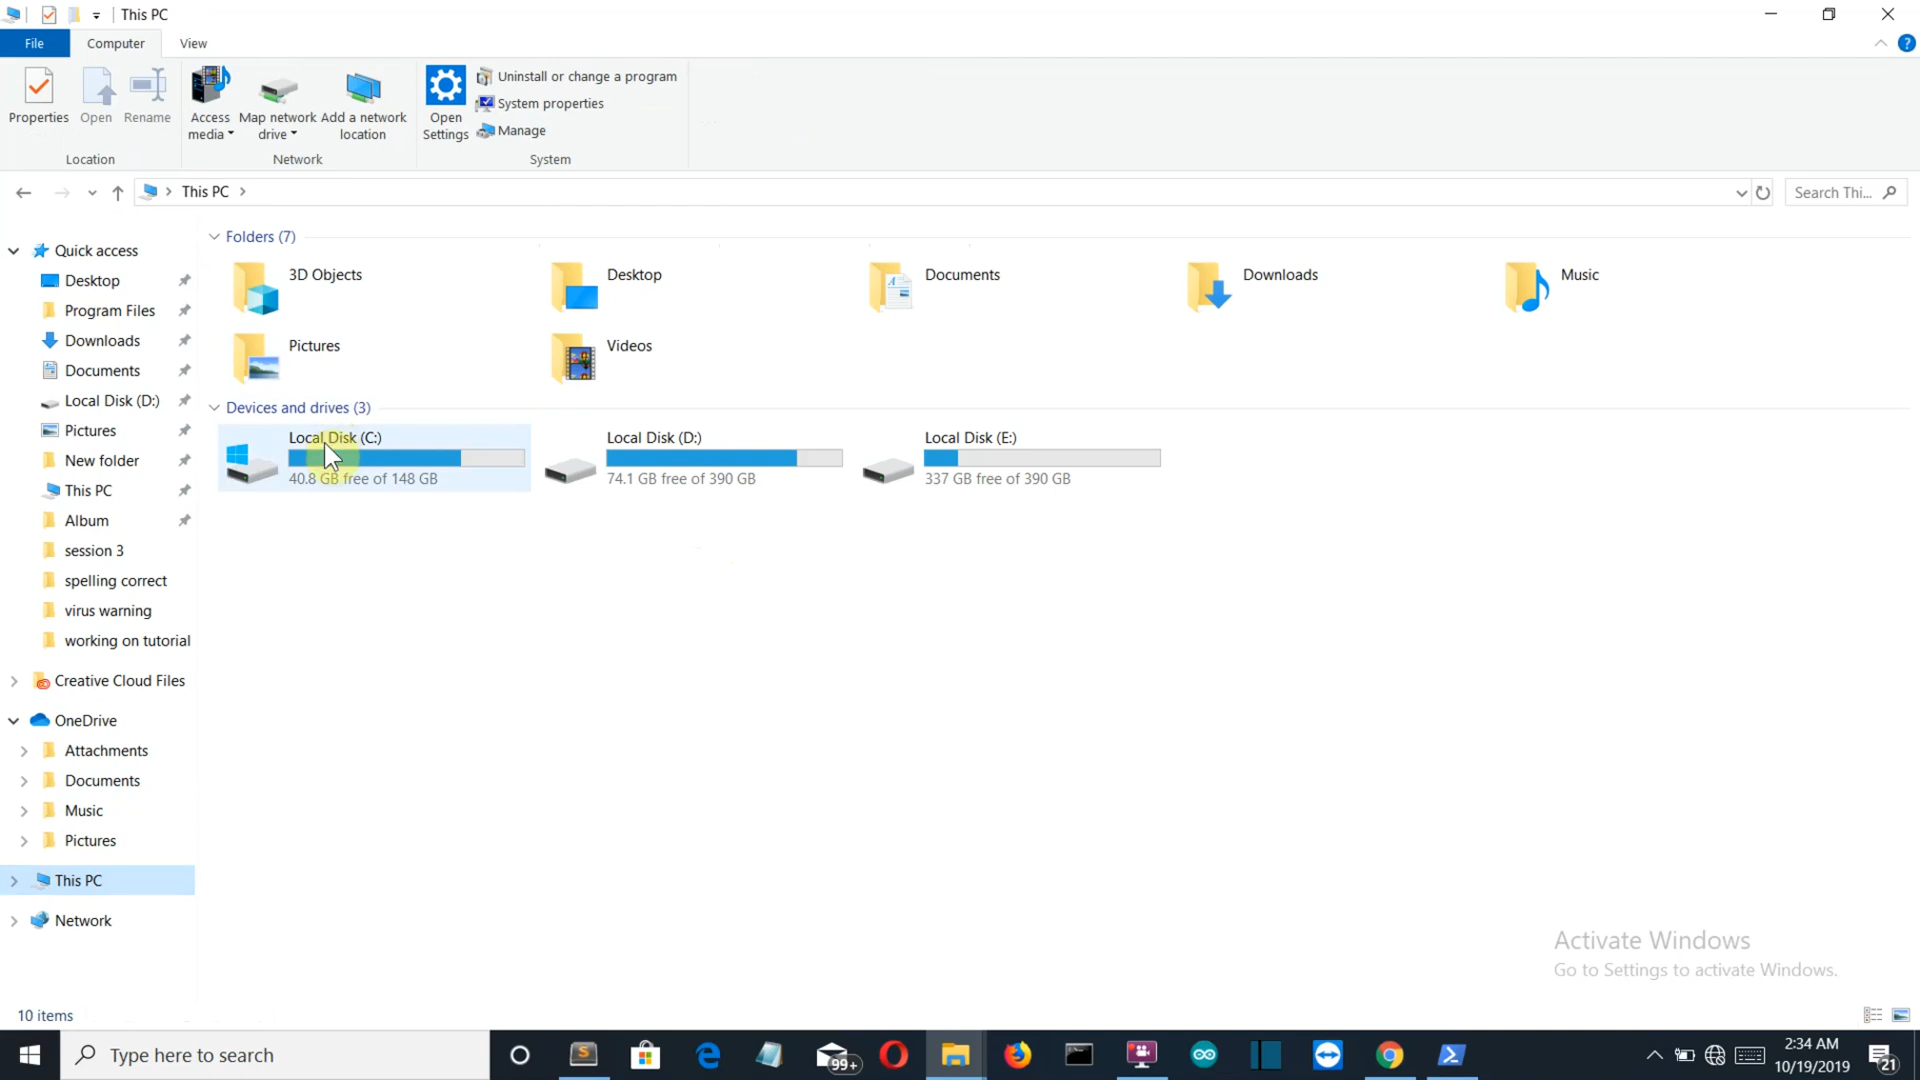 This PC
File
Computer
View
Properties
Open
Rename
Location
Access media
Map network drive
Add a network location
Network
Open Settings
Uninstall or change a program
System properties
Manage
System
This PC
Search Thi...
Quick access
Desktop
Program Files
Downloads
Documents
Local Disk (D:)
Pictures
New folder
This PC
Album
session 3
spelling correct
virus warning
working on tutorial
Creative Cloud Files
OneDrive
Attachments
Documents
Music
Pictures
This PC
Network
Folders (7)
3D Objects
Desktop
Documents
Downloads
Music
Pictures
Videos
Devices and drives (3)
Local Disk (C:)
40.8 GB free of 148 GB
Local Disk (D:)
74.1 GB free of 390 GB
Local Disk (E:)
337 GB free of 390 GB
Activate Windows
Go to Settings to activate Windows.
10 items
Type here to search
99+
2:34 AM
10/19/2019
21